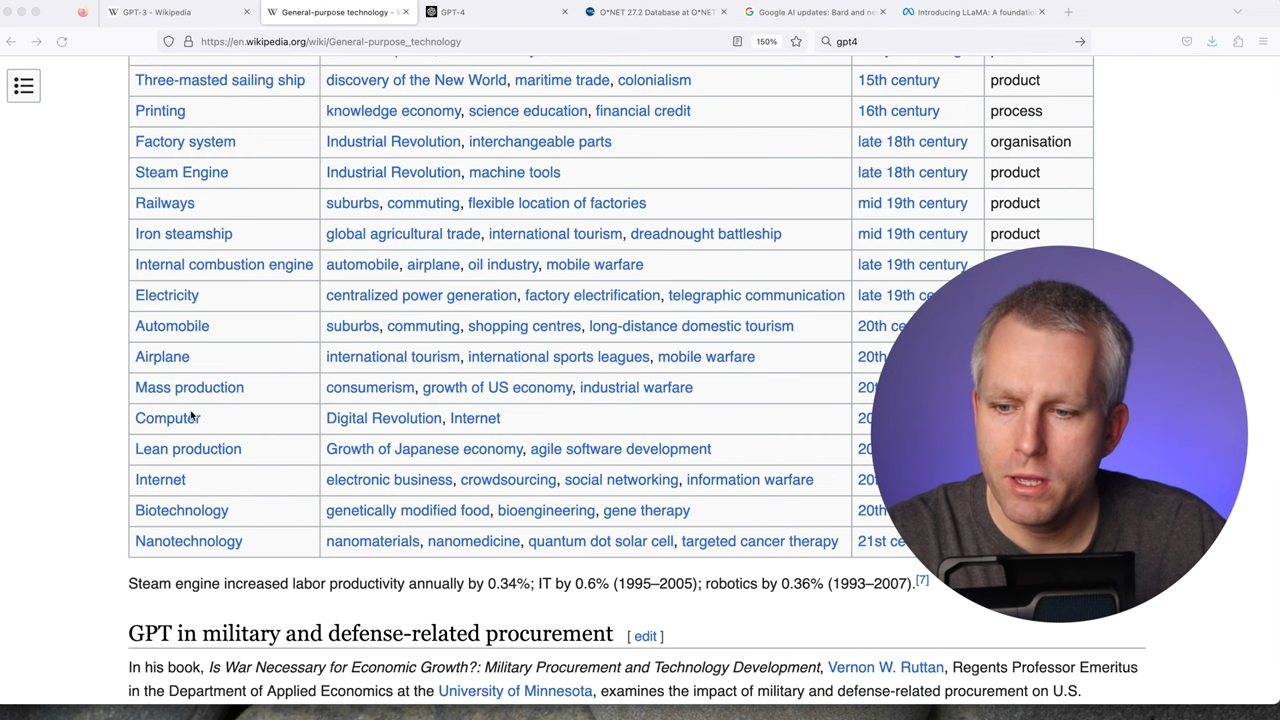 GPT-3 - Wikipedia
General-purpose technology - 
GPT-4
O*NET 27.2 Database at O*NET
Google AI updates: Bard and ne
Introducing LLaMA: A foundatio
https://en.wikipedia.org/wiki/General-purpose_technology
150%
gpt4
Three-masted sailing ship discovery of the New World, maritime trade, colonialism 15th century product
Printing knowledge economy, science education, financial credit 16th century process
Factory system Industrial Revolution, interchangeable parts late 18th century organisation
Steam Engine Industrial Revolution, machine tools late 18th century product
Railways suburbs, commuting, flexible location of factories mid 19th century product
Iron steamship global agricultural trade, international tourism, dreadnought battleship mid 19th century product
Internal combustion engine automobile, airplane, oil industry, mobile warfare late 19th century
Electricity centralized power generation, factory electrification, telegraphic communication late 19th ce
Automobile suburbs, commuting, shopping centres, long-distance domestic tourism 20th ce
Airplane international tourism, international sports leagues, mobile warfare 20th
Mass production consumerism, growth of US economy, industrial warfare 20t
Computer Digital Revolution, Internet 20
Lean production Growth of Japanese economy, agile software development 20
Internet electronic business, crowdsourcing, social networking, information warfare 20t
Biotechnology genetically modified food, bioengineering, gene therapy 20th
Nanotechnology nanomaterials, nanomedicine, quantum dot solar cell, targeted cancer therapy 21st ce
Steam engine increased labor productivity annually by 0.34%; IT by 0.6% (1995–2005); robotics by 0.36% (1993–2007).[7]
GPT in military and defense-related procurement [ edit ]
In his book, Is War Necessary for Economic Growth?: Military Procurement and Technology Development, Vernon W. Ruttan, Regents Professor Emeritus
in the Department of Applied Economics at the University of Minnesota, examines the impact of military and defense-related procurement on U.S.